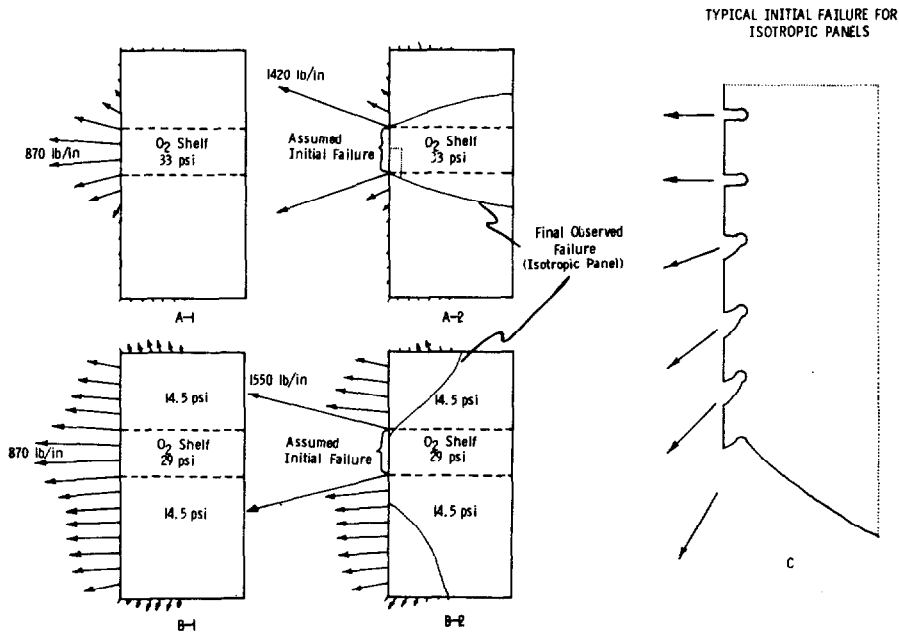 TYPICAL INITIAL FAILURE FOR
ISOTROPIC PANELS
870 lb/in
O2 Shelf
33 psi
A-1
1420 lb/in
Assumed
Initial Failure
O2 Shelf
33 psi
A-2
Final Observed
Failure
(Isotropic Panel)
14.5 psi
870 lb/in
O2 Shelf
29 psi
14.5 psi
B-1
1550 lb/in
14.5 psi
Assumed
Initial Failure
O2 Shelf
29 psi
14.5 psi
B-2
C